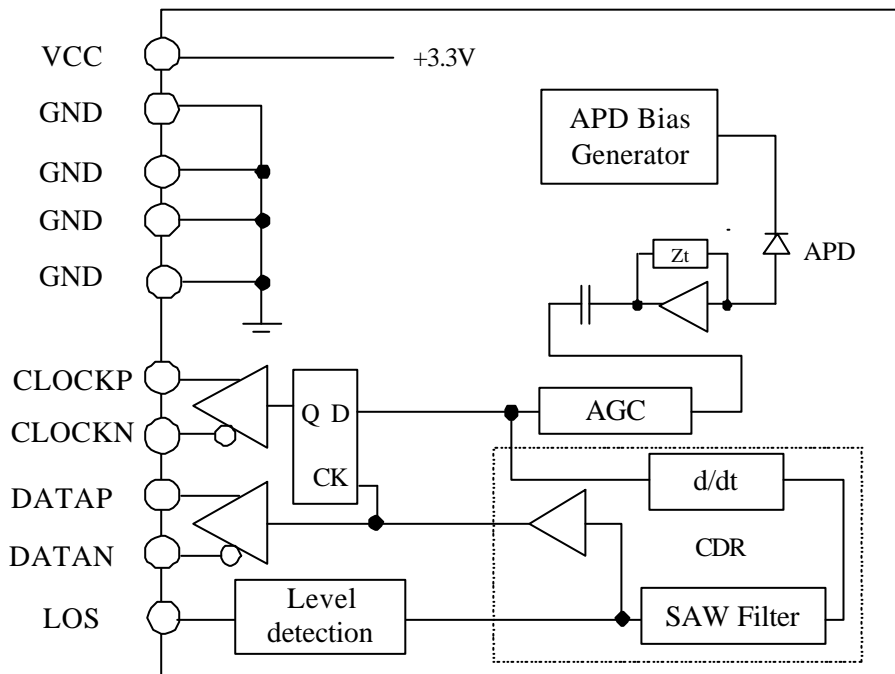 VCC
+3.3V
GND
GND
GND
GND
APD Bias
Generator
Zt
APD
CLOCKP
CLOCKN
Q D
CK
AGC
DATAP
DATAN
d/dt
CDR
LOS
Level
detection
SAW Filter